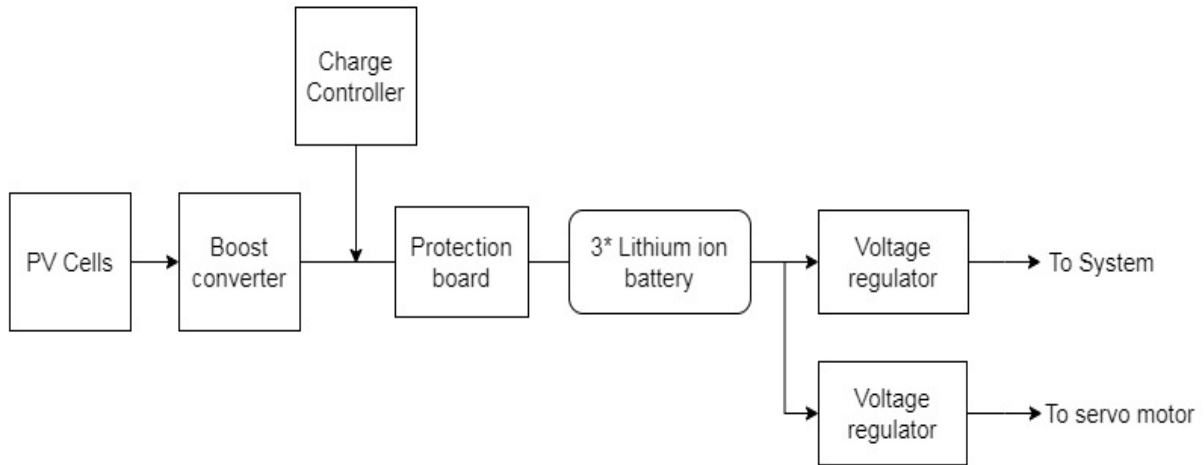 Charge
Controller
PV Cells
Boost
converter
Protection
board
3* Lithium ion
battery
Voltage
regulator
To System
Voltage
regulator
To servo motor